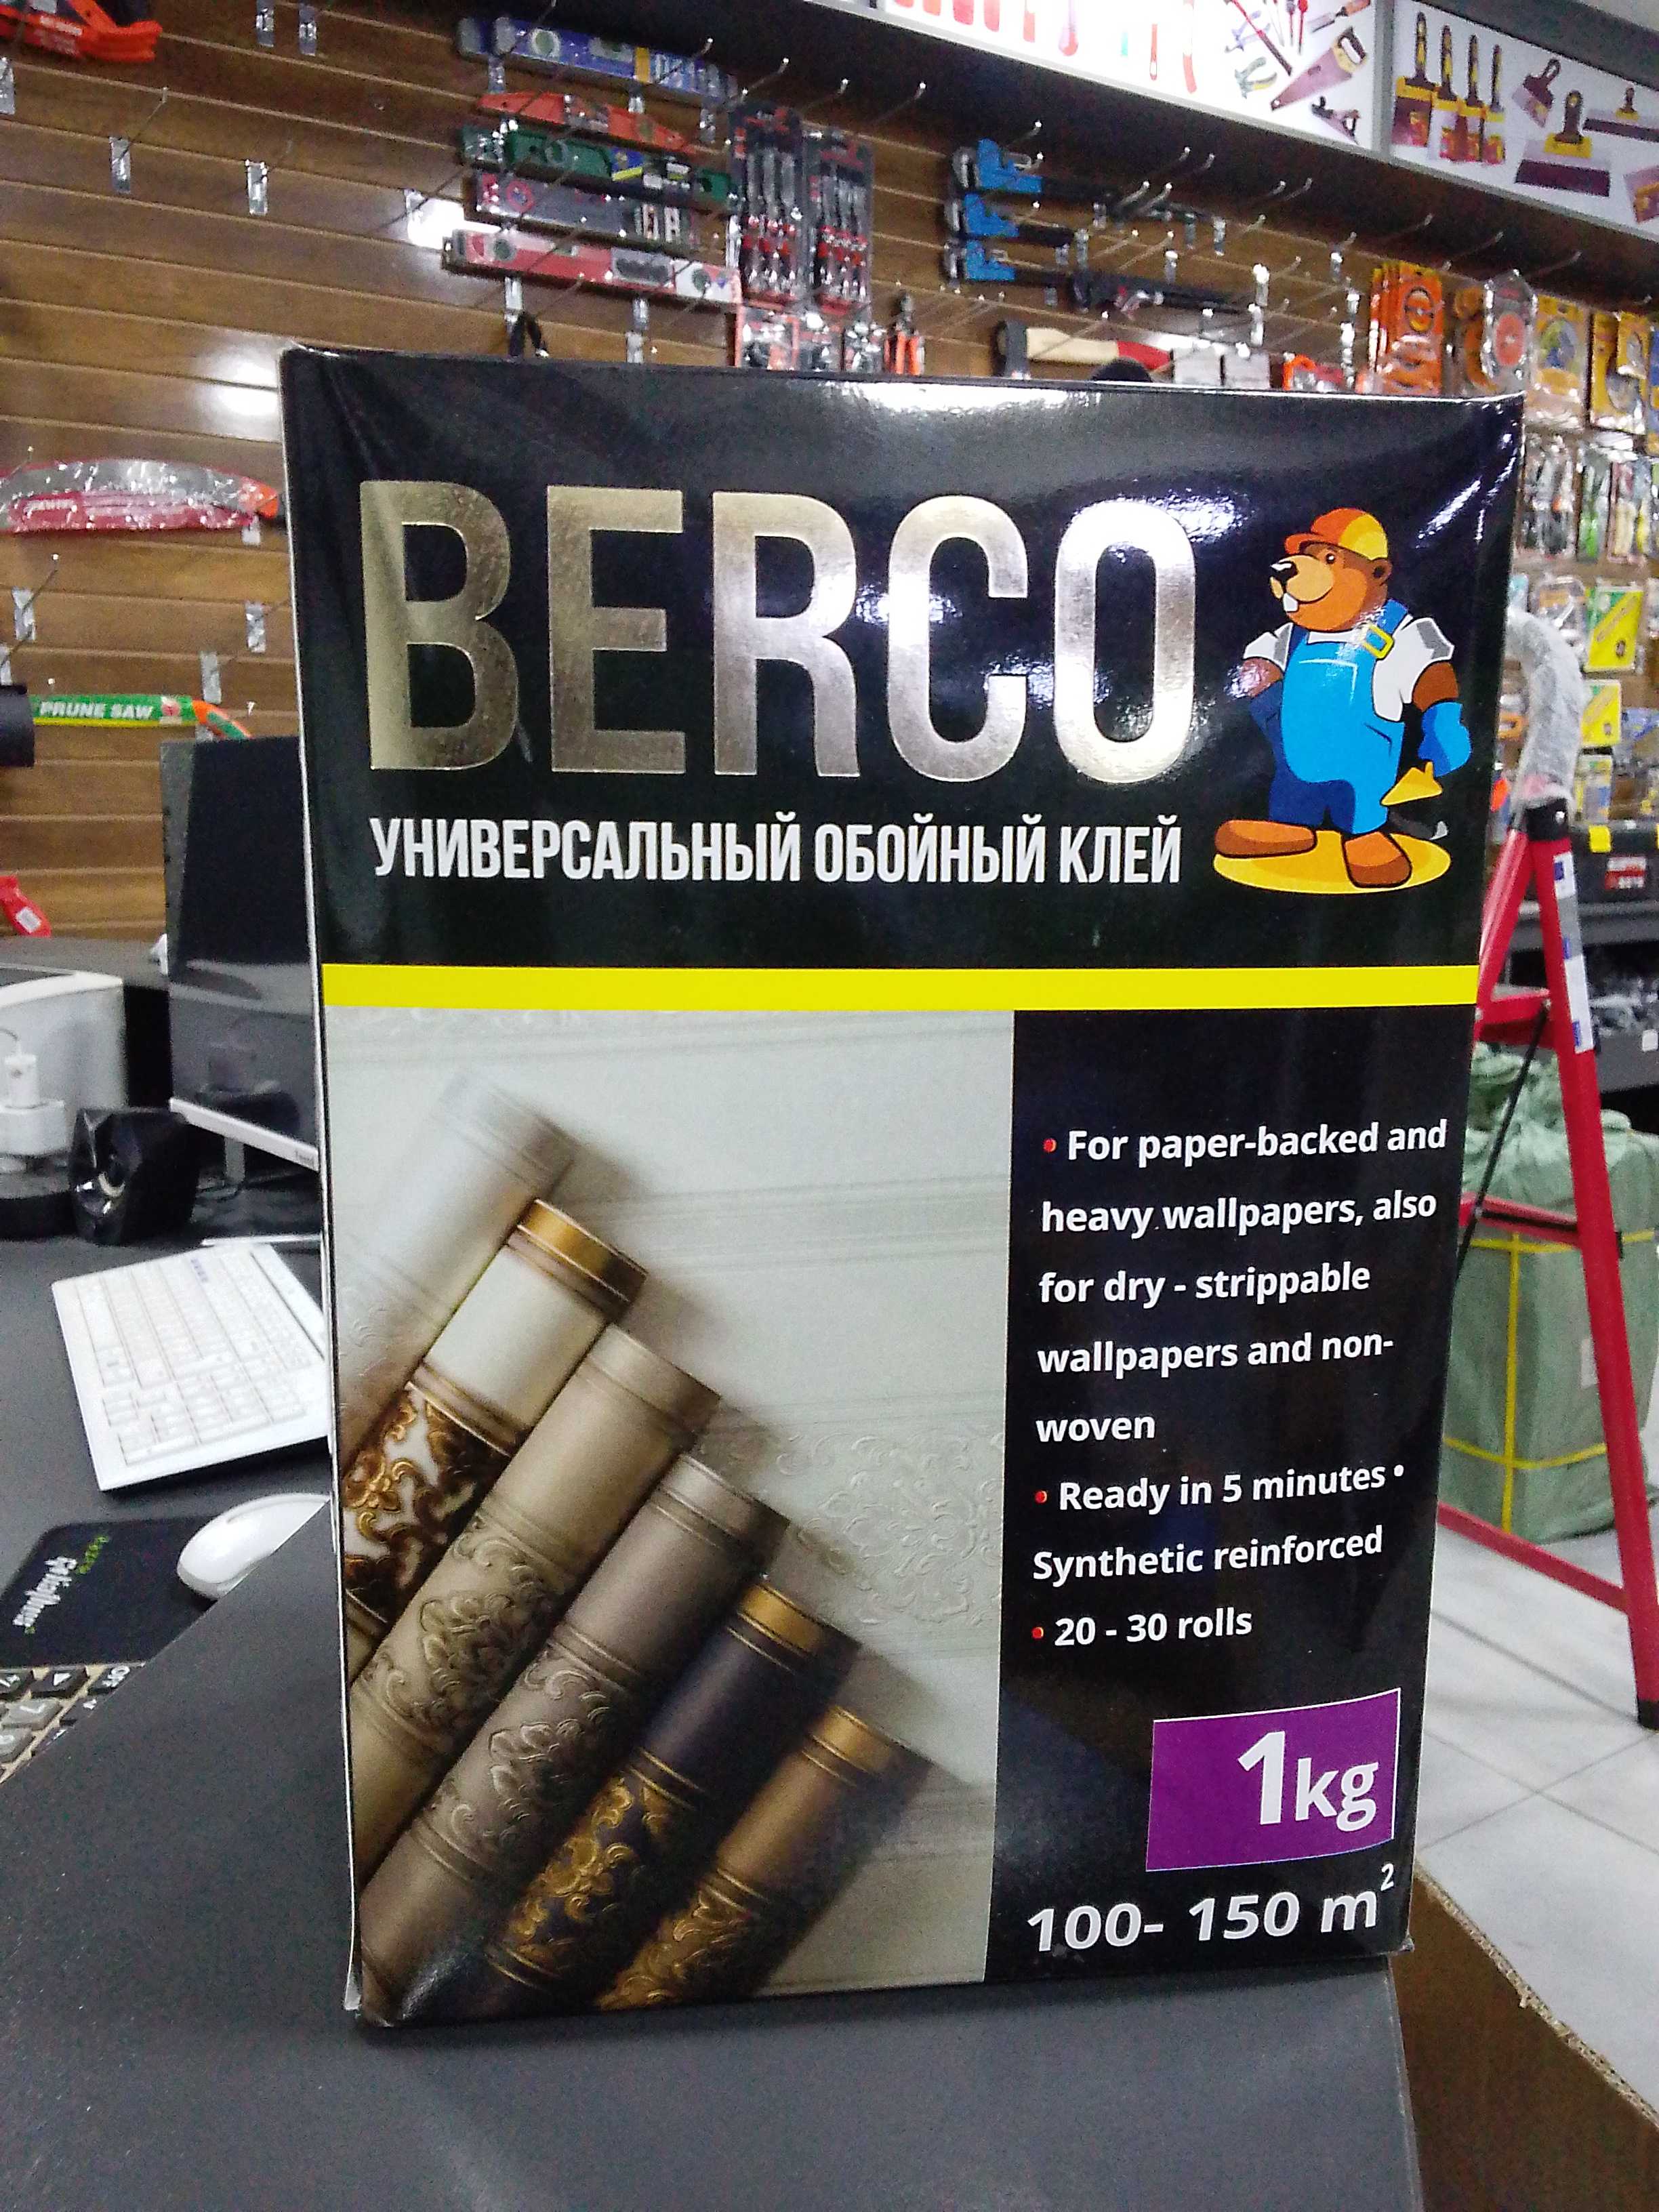 PRUNE SAW
BERCO
УНИВЕРСАЛЬНЫЙ ОБОЙНЫЙ КЛЕЙ
• For paper-backed and
heavy wallpapers, also
for dry - strippable
wallpapers and non-
woven
• Ready in 5 minutes •
Synthetic reinforced
• 20 - 30 rolls
1kg
100- 150 m²